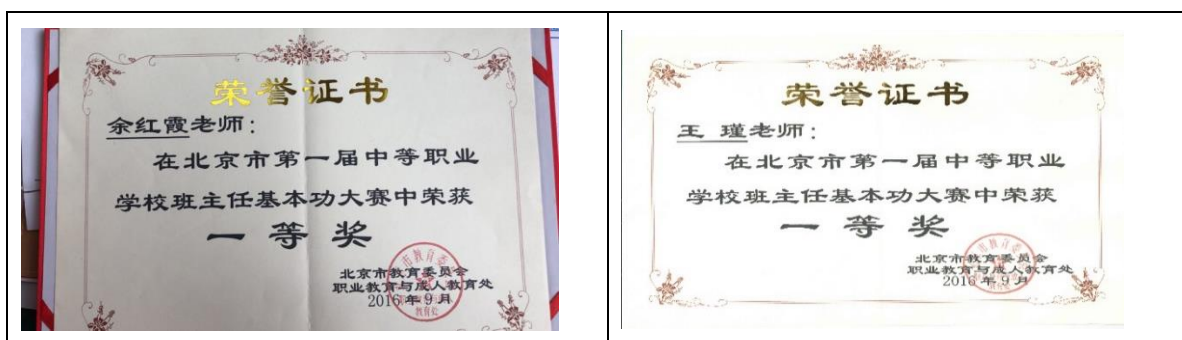 荣誉证书
余红霞老师：
在北京市第一届中等职业
学校班主任基本功大赛中荣获
一等奖
北京市教育委员会
职业教育与成人教育处
2016年9月
教育处
荣誉证书
王 瑾老师：
在北京市第一届中等职业
学校班主任基本功大赛中荣获
一等奖
北京市教育委员会
职业教育与成人教育处
2016年9月